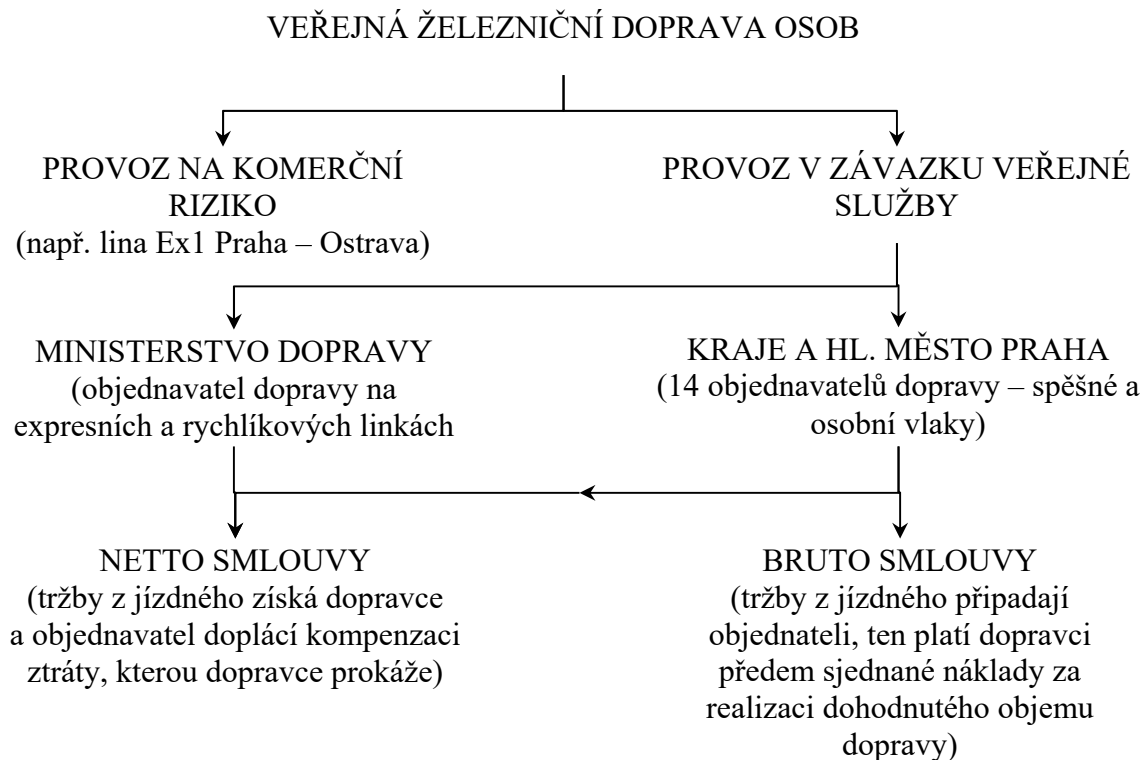 VEŘEJNÁ ŽELEZNIČNÍ DOPRAVA OSOB
PROVOZ NA KOMERČNÍ
RIZIKO
(např. lina Ex1 Praha – Ostrava)
PROVOZ V ZÁVAZKU VEŘEJNÉ
SLUŽBY
MINISTERSTVO DOPRAVY
(objednavatel dopravy na
expresních a rychlíkových linkách
KRAJE A HL. MĚSTO PRAHA
(14 objednavatelů dopravy – spěšné a
osobní vlaky)
NETTO SMLOUVY
(tržby z jízdného získá dopravce
a objednavatel doplácí kompenzaci
ztráty, kterou dopravce prokáže)
BRUTO SMLOUVY
(tržby z jízdného připadají
objednateli, ten platí dopravci
předem sjednané náklady za
realizaci dohodnutého objemu
dopravy)